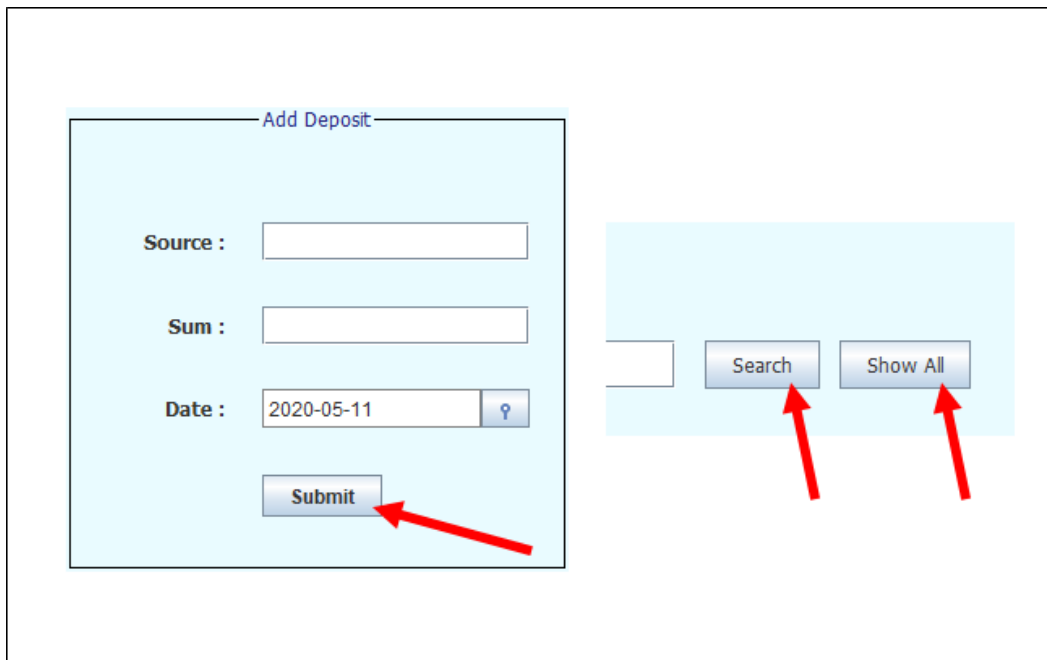 Add Deposit
Source :
Sum :
Date : 2020-05-11
Submit
Search Show All